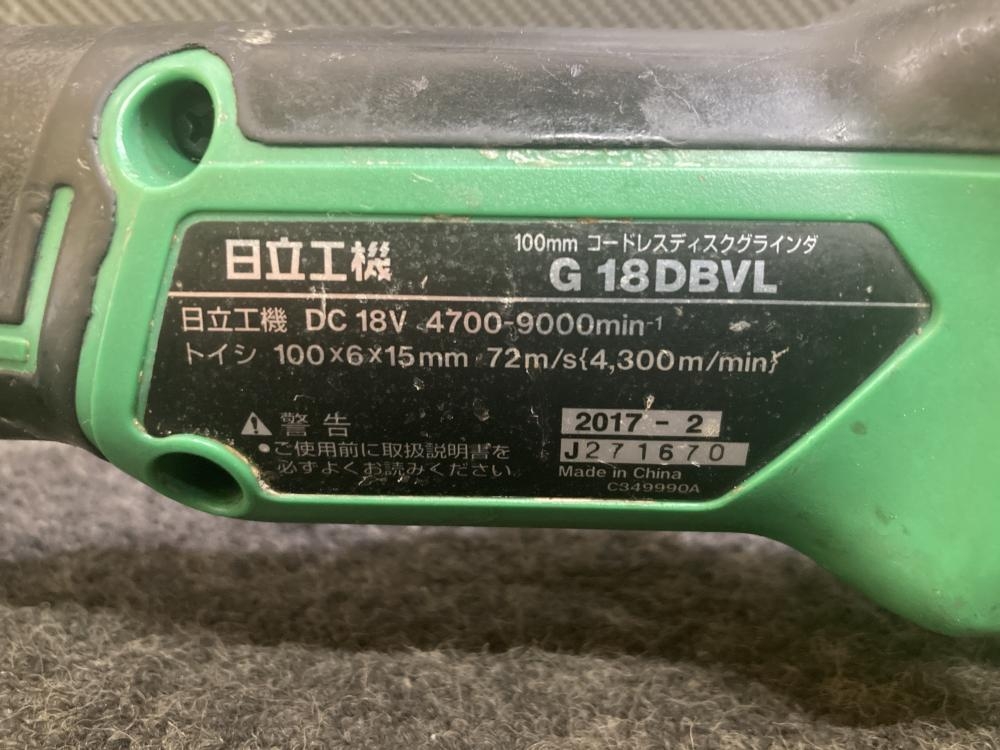 日立工機
100mm コードレスディスクグラインダ
G 18DBVL
日立工機 DC 18V 4700-9000min-1
トイシ 100×6×15mm 72m/s{4,300m/min}
警告
•ご使用前に取扱説明書を
必ずよくお読みください
2017 - 2
J271670
Made in China
C349990A